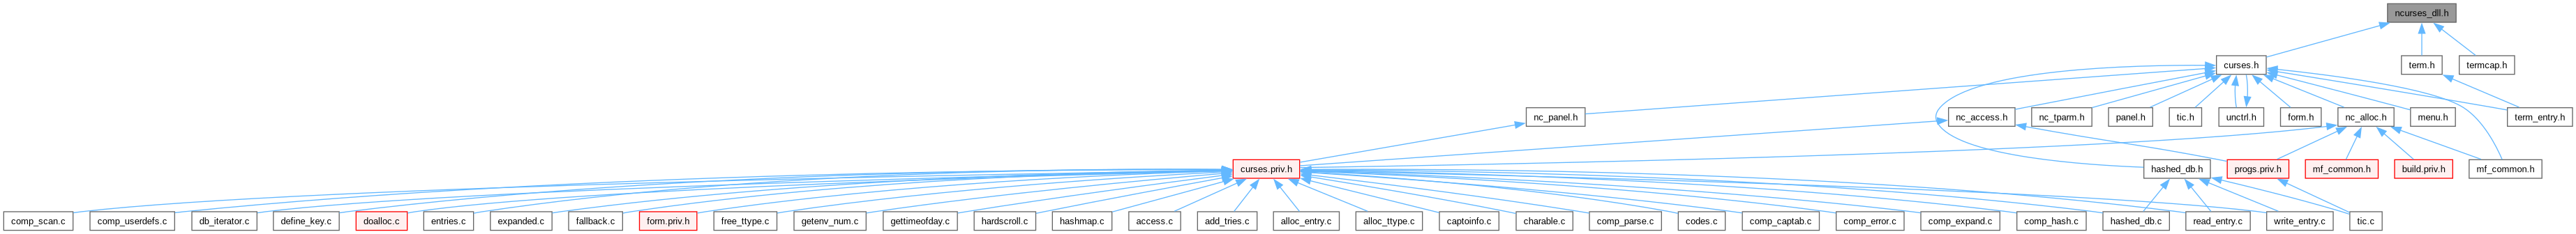 ncurses_dll.h
curses.h
term.h
termcap.h
nc_panel.h
nc_access.h
nc_tparm.h
panel.h
tic.h
unctrl.h
form.h
nc_alloc.h
menu.h
term_entry.h
curses.priv.h
hashed_db.h
progs.priv.h
mf_common.h
build.priv.h
mf_common.h
comp_scan.c
comp_userdefs.c
db_iterator.c
define_key.c
doalloc.c
entries.c
expanded.c
fallback.c
form.priv.h
free_ttype.c
getenv_num.c
gettimeofday.c
hardscroll.c
hashmap.c
access.c
add_tries.c
alloc_entry.c
alloc_ttype.c
captoinfo.c
charable.c
comp_parse.c
codes.c
comp_captab.c
comp_error.c
comp_expand.c
comp_hash.c
hashed_db.c
read_entry.c
write_entry.c
tic.c